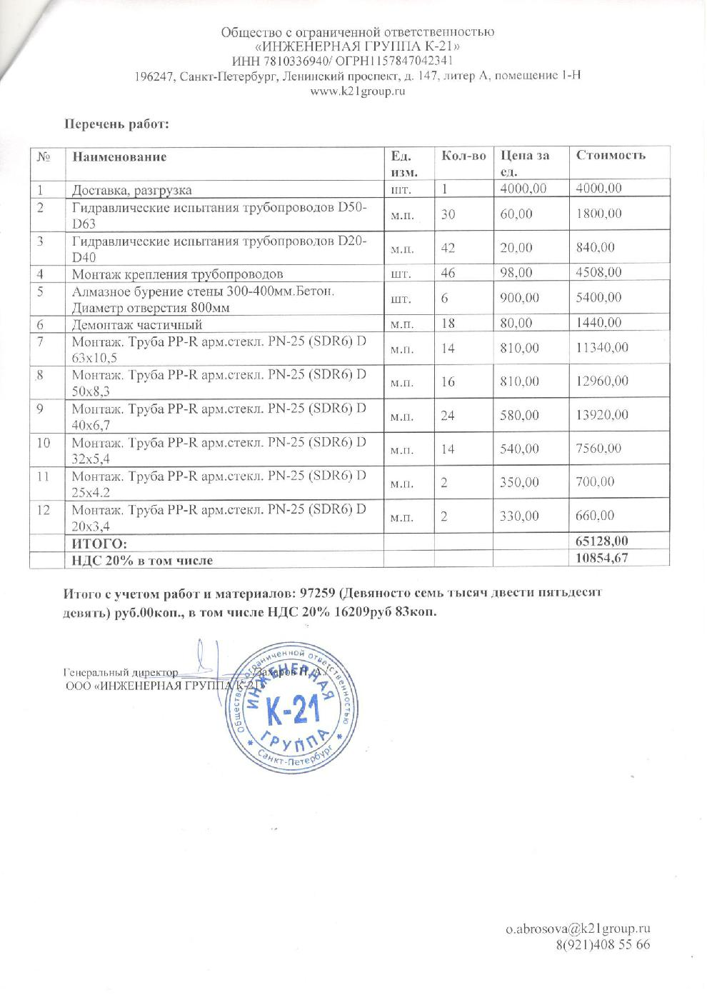 Общество с ограниченной ответственностью
«ИНЖЕНЕРНАЯ ГРУППА К-21»
ИНН 7810336940/ ОГРН1157847042341
196247, Санкт-Петербург, Ленинский проспект, д. 147, литер А, помещение 1-Н
www.k21group.ru
Перечень работ:
№ Наименование Ед. изм. Кол-во Цена за ед. Стоимость
1 Доставка, разгрузка шт. 1 4000,00 4000,00
2 Гидравлические испытания трубопроводов D50-
D63 м.п. 30 60,00 1800,00
3 Гидравлические испытания трубопроводов D20-
D40 м.п. 42 20,00 840,00
4 Монтаж крепления трубопроводов шт. 46 98,00 4508,00
5 Алмазное бурение стены 300-400мм.Бетон.
Диаметр отверстия 800мм шт. 6 900,00 5400,00
6 Демонтаж частичный м.п. 18 80,00 1440,00
7 Монтаж. Труба PP-R арм.стекл. PN-25 (SDR6) D
63х10,5 м.п. 14 810,00 11340,00
8 Монтаж. Труба PP-R арм.стекл. PN-25 (SDR6) D
50х8,3 м.п. 16 810,00 12960,00
9 Монтаж. Труба PP-R арм.стекл. PN-25 (SDR6) D
40х6,7 м.п. 24 580,00 13920,00
10 Монтаж. Труба PP-R арм.стекл. PN-25 (SDR6) D
32х5,4 м.п. 14 540,00 7560,00
11 Монтаж. Труба PP-R арм.стекл. PN-25 (SDR6) D
25х4.2 м.п. 2 350,00 700,00
12 Монтаж. Труба PP-R арм.стекл. PN-25 (SDR6) D
20х3,4 м.п. 2 330,00 660,00
ИТОГО: 65128,00
НДС 20% в том числе 10854,67
Итого с учетом работ и материалов: 97259 (Девяносто семь тысяч двести пятьдесят
девять) руб.00коп., в том числе НДС 20% 16209руб 83коп.
Генеральный директор /Захаров П. А./
ООО «ИНЖЕНЕРНАЯ ГРУППА К-21»
Общество с ограниченной ответственностью
ИНЖЕНЕРНАЯ
К-21
ГРУППА
* Санкт-Петербург *
o.abrosova@k21group.ru
8(921)408 55 66